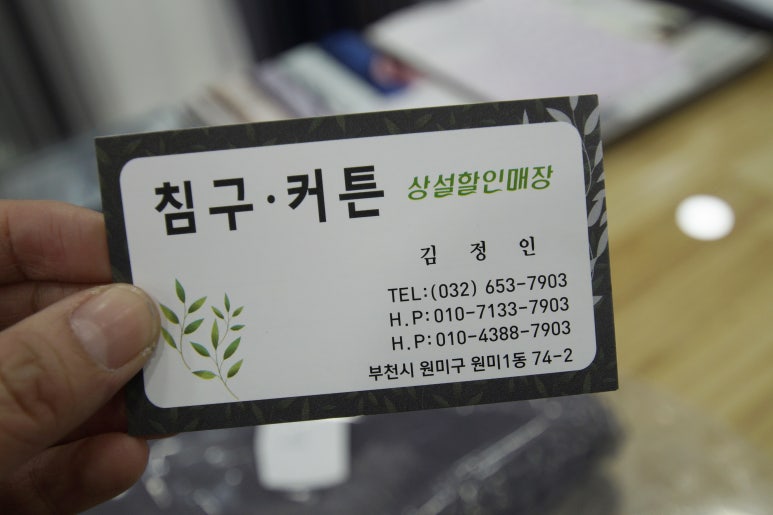 침구·커튼 상설할인매장
김 정 인
TEL:(032) 653-7903
H.P:010-7133-7903
H.P:010-4388-7903
부천시 원미구 원미1동 74-2